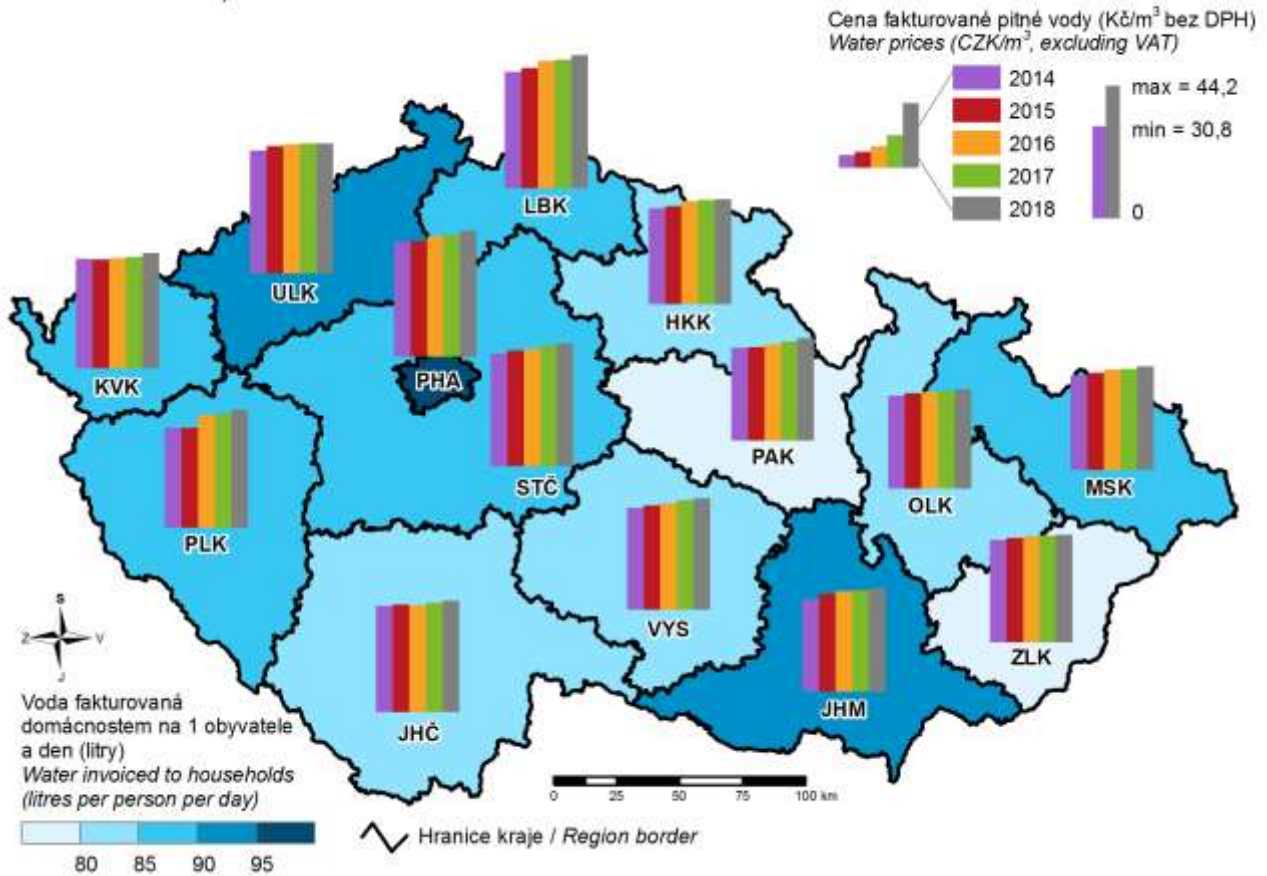 Cena fakturované pitné vody (Kč/m³ bez DPH)
Water prices (CZK/m³, excluding VAT)
2014
2015
2016
2017
2018
max = 44,2
min = 30,8
0
LBK
ULK
HKK
KVK
PHA
PAK
STČ
MSK
OLK
PLK
VYS
ZLK
JHM
JHČ
S
Z V
J
Voda fakturovaná
domácnostem na 1 obyvatele
a den (litry)
Water invoiced to households
(litres per person per day)
80 85 90 95
0 25 50 75 100 km
Hranice kraje / Region border